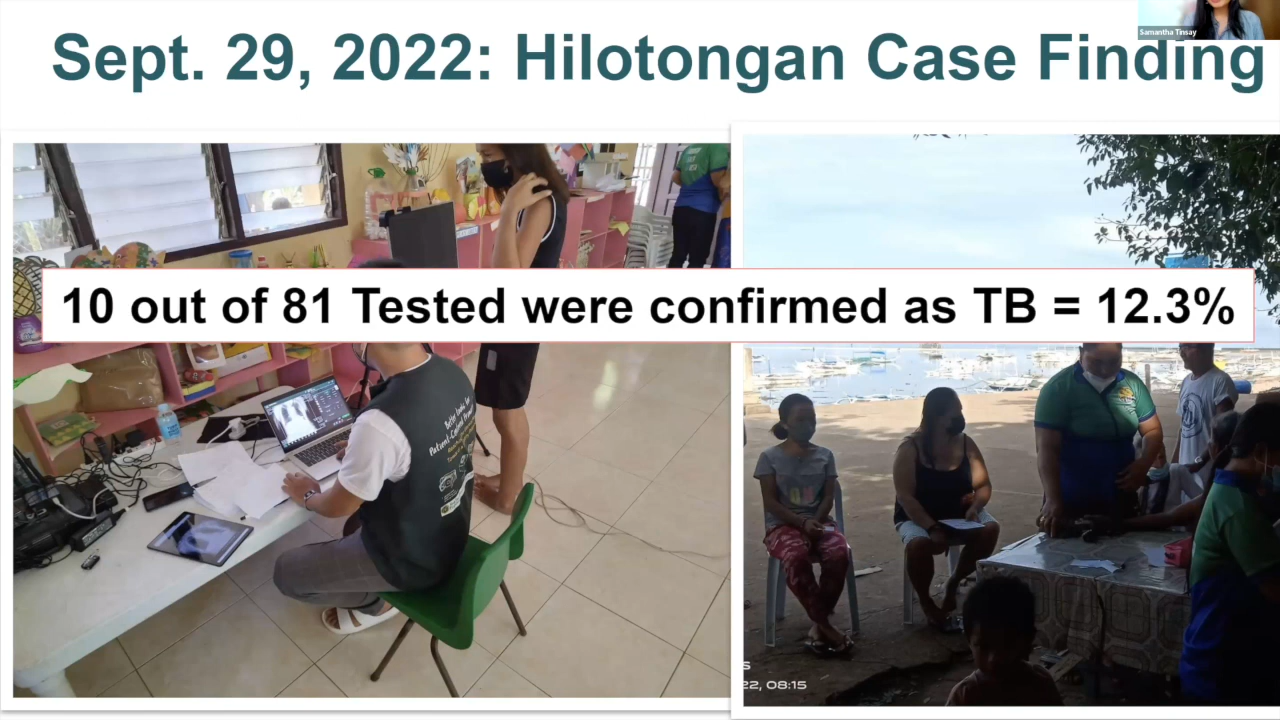 Samantha Tinsay
Sept. 29, 2022: Hilotongan Case Finding
10 out of 81 Tested were confirmed as TB = 12.3%
s
22, 08:15